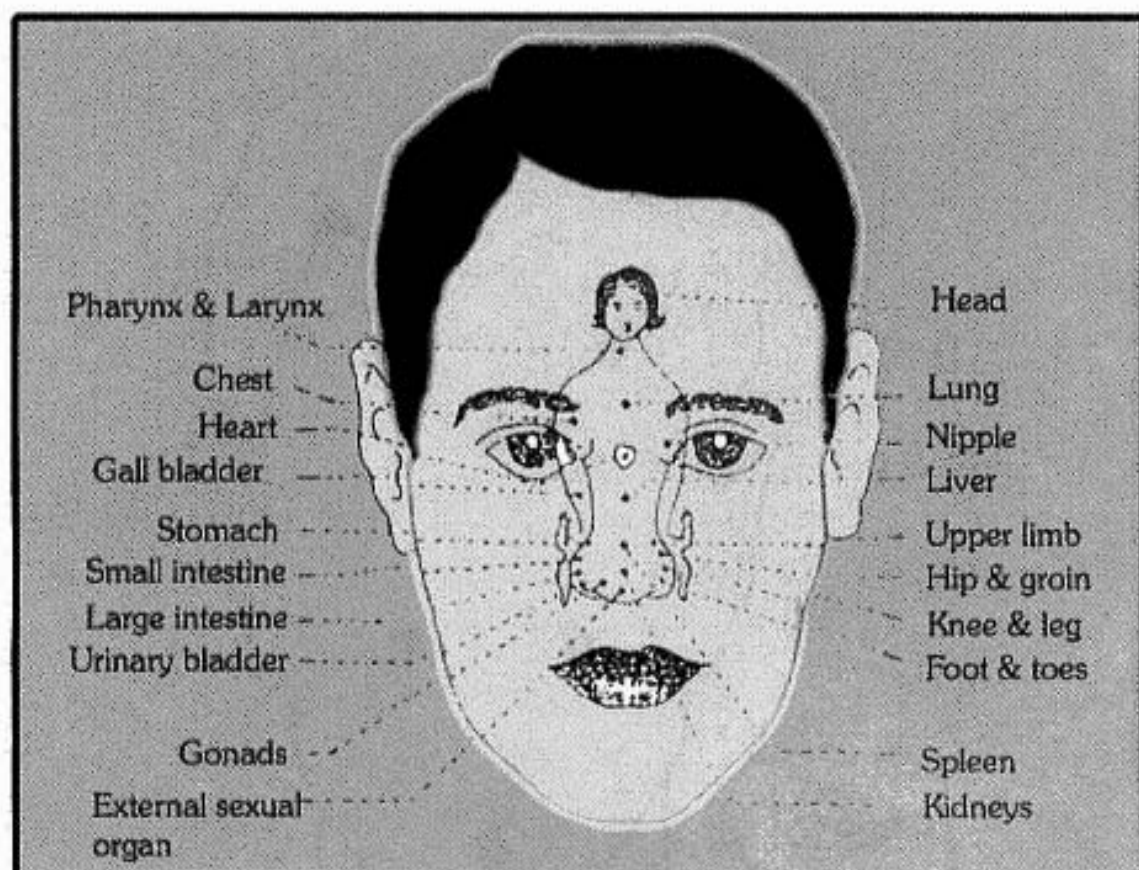 Pharynx & Larynx
Chest
Heart
Gall bladder
Stomach
Small intestine
Large intestine
Urinary bladder
Gonads
External sexual
organ
Head
Lung
Nipple
Liver
Upper limb
Hip & groin
Knee & leg
Foot & toes
Spleen
Kidneys